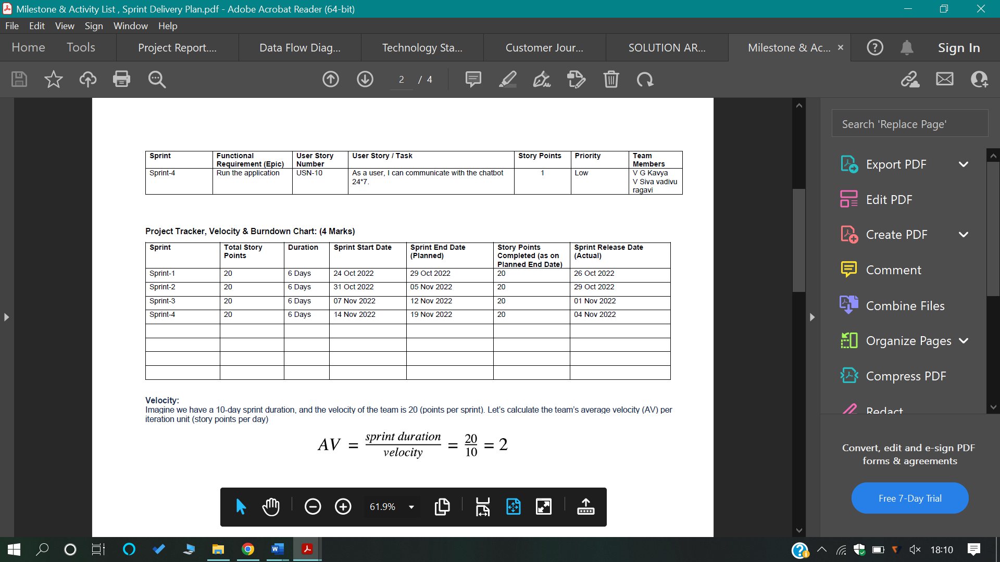 Milestone & Activity List , Sprint Delivery Plan.pdf - Adobe Acrobat Reader (64-bit)
File Edit View Sign Window Help
Home Tools Project Report.... Data Flow Diag... Technology Sta... Customer Jour... SOLUTION AR... Milestone & Ac... Sign In
2 / 4
Search 'Replace Page'
Export PDF
Edit PDF
Create PDF
Comment
Combine Files
Organize Pages
Compress PDF
Redact
Convert, edit and e-sign PDF
forms & agreements
Free 7-Day Trial
Sprint Functional Requirement (Epic) User Story Number User Story / Task Story Points Priority Team Members
Sprint-4 Run the application USN-10 As a user, I can communicate with the chatbot 24*7. 1 Low V G Kavya V Siva vadivu ragavi
Project Tracker, Velocity & Burndown Chart: (4 Marks)
Sprint Total Story Points Duration Sprint Start Date Sprint End Date (Planned) Story Points Completed (as on Planned End Date) Sprint Release Date (Actual)
Sprint-1 20 6 Days 24 Oct 2022 29 Oct 2022 20 26 Oct 2022
Sprint-2 20 6 Days 31 Oct 2022 05 Nov 2022 20 29 Oct 2022
Sprint-3 20 6 Days 07 Nov 2022 12 Nov 2022 20 01 Nov 2022
Sprint-4 20 6 Days 14 Nov 2022 19 Nov 2022 20 04 Nov 2022
Velocity:
Imagine we have a 10-day sprint duration, and the velocity of the team is 20 (points per sprint). Let's calculate the team's average velocity (AV) per
iteration unit (story points per day)
AV = sprint duration / velocity = 20 / 10 = 2
61.9%
18:10